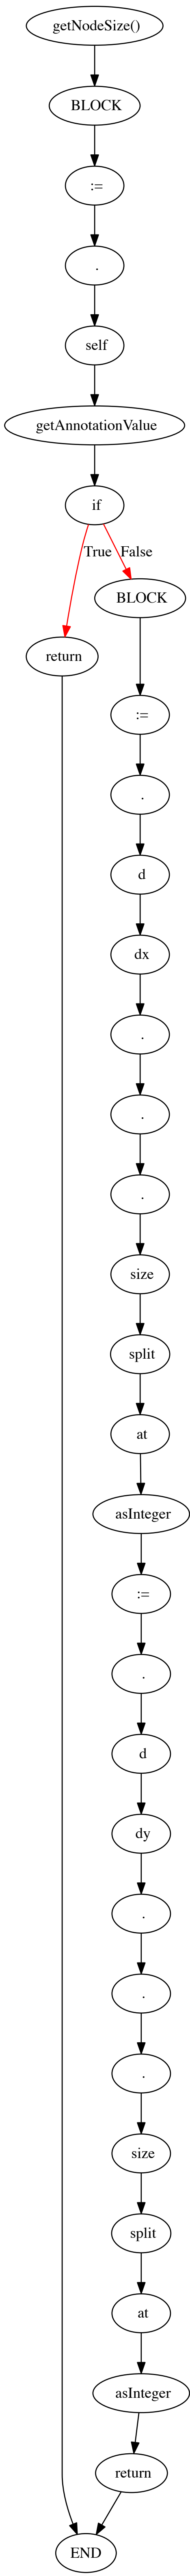 getNodeSize()
BLOCK
:=
.
self
getAnnotationValue
if
True
False
return
BLOCK
:=
.
d
dx
.
.
.
size
split
at
asInteger
:=
.
d
dy
.
.
.
size
split
at
asInteger
return
END